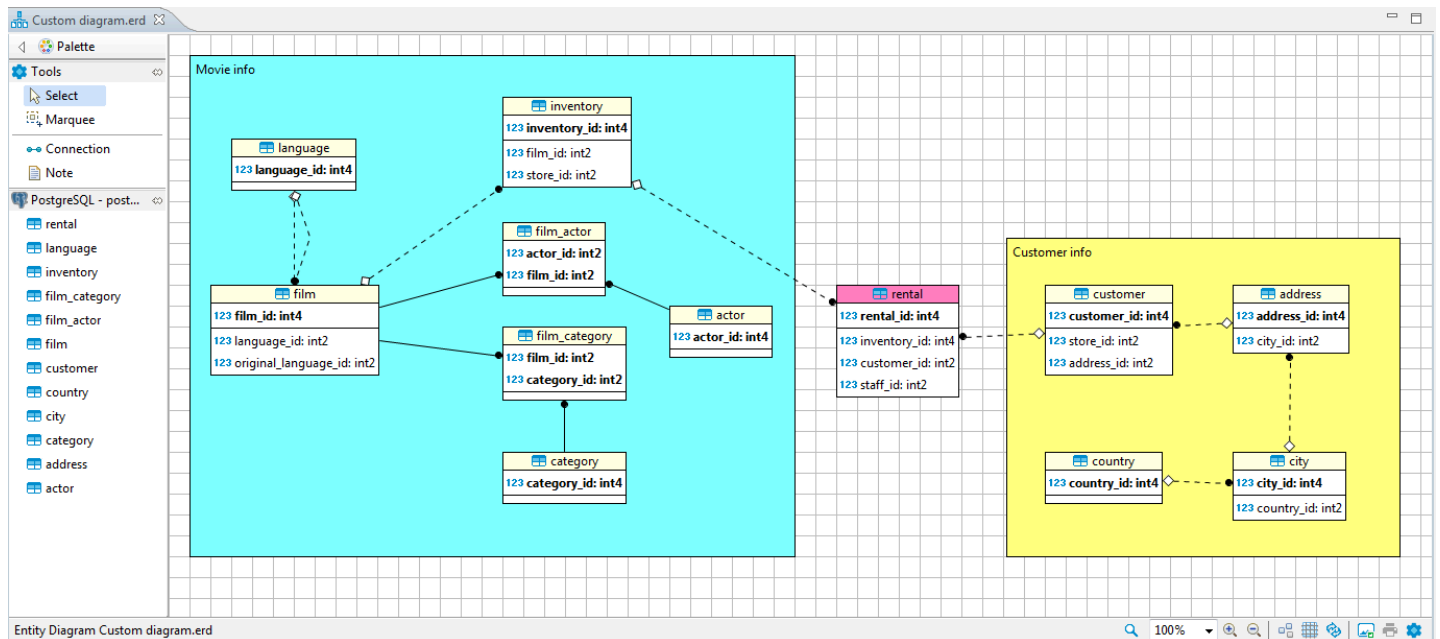 Custom diagram.erd
Palette
Tools
Select
Marquee
Connection
Note
PostgreSQL - post...
rental
language
inventory
film_category
film_actor
film
customer
country
city
category
address
actor
Movie info
language
123 language_id: int4
inventory
123 inventory_id: int4
123 film_id: int2
123 store_id: int2
film_actor
123 actor_id: int2
123 film_id: int2
film
123 film_id: int4
123 language_id: int2
123 original_language_id: int2
actor
123 actor_id: int4
film_category
123 film_id: int2
123 category_id: int2
category
123 category_id: int4
rental
123 rental_id: int4
123 inventory_id: int4
123 customer_id: int2
123 staff_id: int2
Customer info
customer
123 customer_id: int4
123 store_id: int2
123 address_id: int2
address
123 address_id: int4
123 city_id: int2
country
123 country_id: int4
city
123 city_id: int4
123 country_id: int2
Entity Diagram Custom diagram.erd
100%